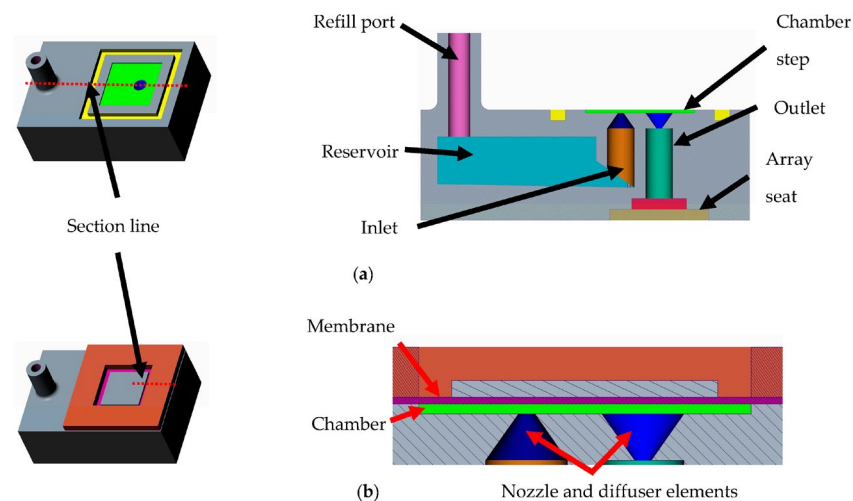 Refill port
Chamber
step
Outlet
Reservoir
Array
seat
Inlet
Section line
(a)
Membrane
Chamber
Nozzle and diffuser elements
(b)